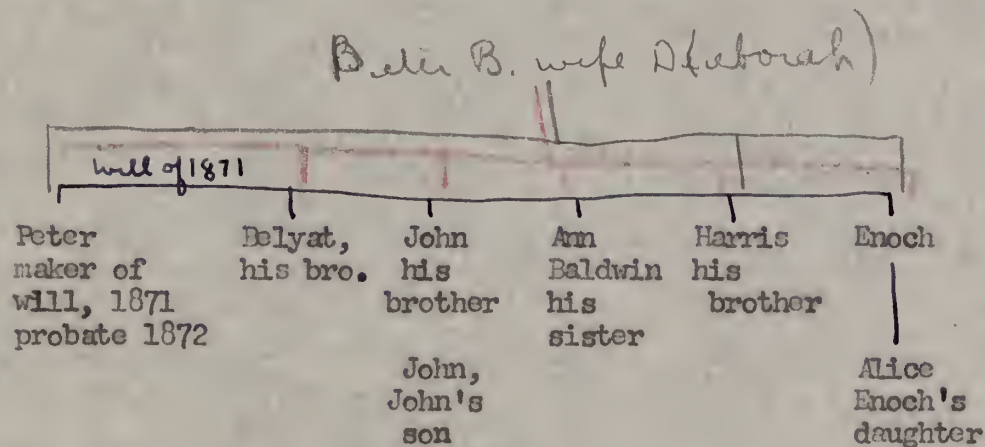 B. wife D(eborah)
will of 1871
Peter
maker of
will, 1871
probate 1872
Belyat,
his bro.
John
his
brother
John,
John's
son
Ann
Baldwin
his
sister
Harris
his
brother
Enoch
Alice
Enoch's
daughter